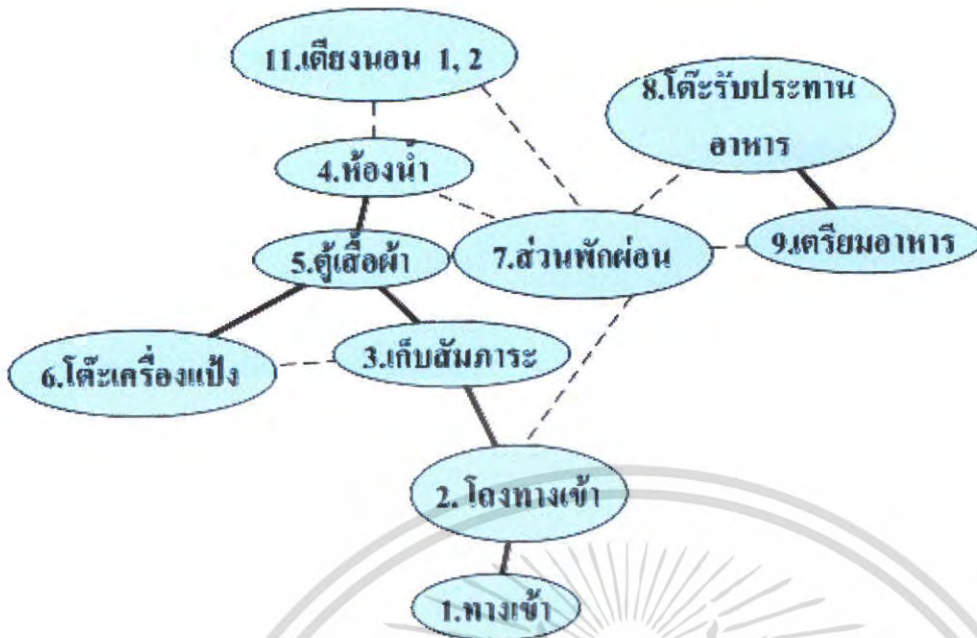 11.เตียงนอน 1, 2
8.โต๊ะรับประทาน
อาหาร
4.ห้องน้ำ
5.ตู้เสื้อผ้า
7.ส่วนพักผ่อน
9.เตรียมอาหาร
3.เก็บสัมภาระ
6.โต๊ะเครื่องแป้ง
2. โถงทางเข้า
1.ทางเข้า